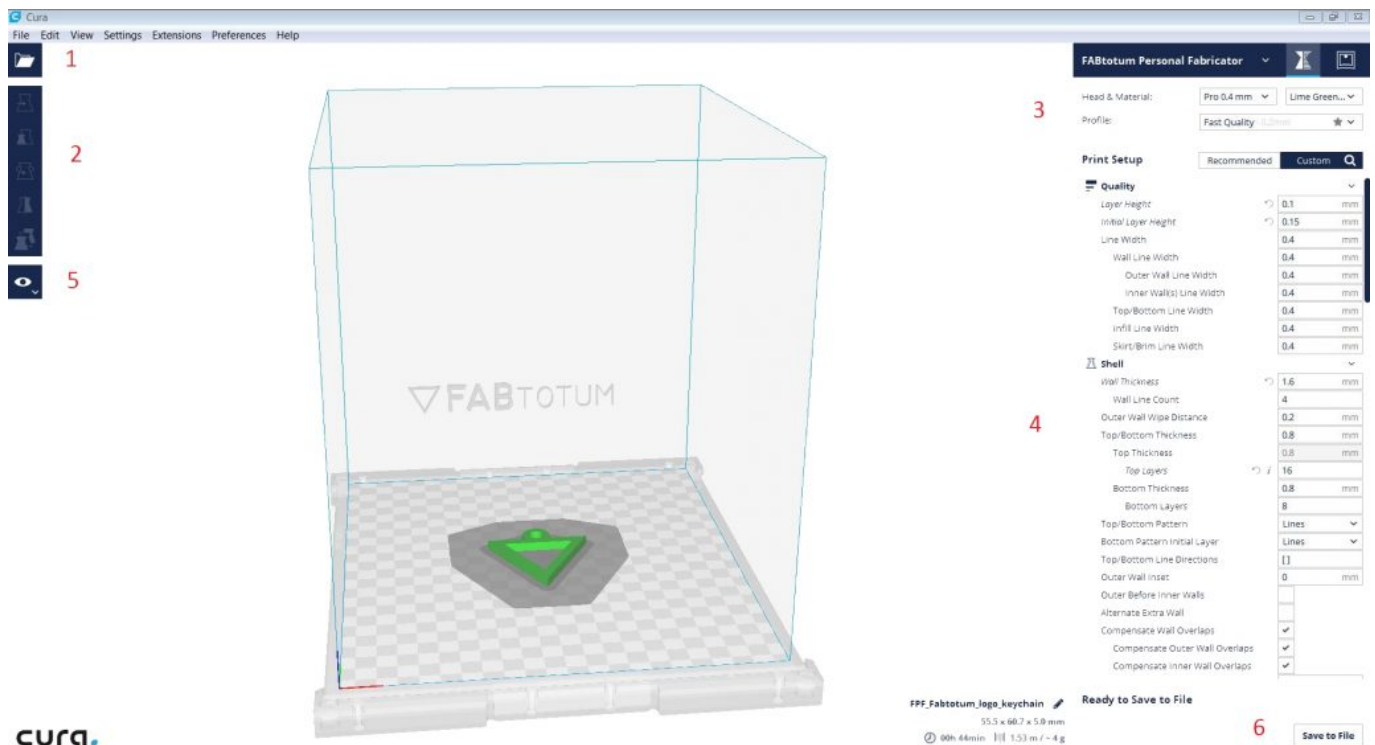 Cura
File Edit View Settings Extensions Preferences Help
1
2
5
3
4
6
FABTOTUM
cura.
FPF_Fabtotum_logo_keychain
55.5 x 60.7 x 5.0 mm
00h 44min 1.53 m / ~ 4 g
FABtotum Personal Fabricator
Head & Material: Pro 0.4 mm Lime Green...
Profile: Fast Quality 0.2mm
Print Setup Recommended Custom
Quality
Layer Height 0.1 mm
Initial Layer Height 0.15 mm
Line Width 0.4 mm
Wall Line Width 0.4 mm
Outer Wall Line Width 0.4 mm
Inner Wall(s) Line Width 0.4 mm
Top/Bottom Line Width 0.4 mm
Infill Line Width 0.4 mm
Skirt/Brim Line Width 0.4 mm
Shell
Wall Thickness 1.6 mm
Wall Line Count 4
Outer Wall Wipe Distance 0.2 mm
Top/Bottom Thickness 0.8 mm
Top Thickness 0.8 mm
Top Layers i 16
Bottom Thickness 0.8 mm
Bottom Layers 8
Top/Bottom Pattern Lines
Bottom Pattern Initial Layer Lines
Top/Bottom Line Directions []
Outer Wall Inset 0 mm
Outer Before Inner Walls
Alternate Extra Wall
Compensate Wall Overlaps
Compensate Outer Wall Overlaps
Compensate Inner Wall Overlaps
Ready to Save to File
Save to File